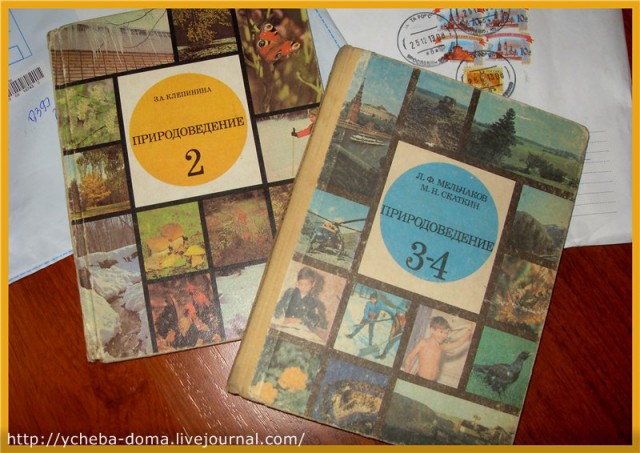 З.А. КЛЕПИНИНА
ПРИРОДОВЕДЕНИЕ
2
Л. Ф. МЕЛЬЧАКОВ
М. Н. СКАТКИН
ПРИРОДОВЕДЕНИЕ
3-4
http://ycheba-doma.livejournal.com/